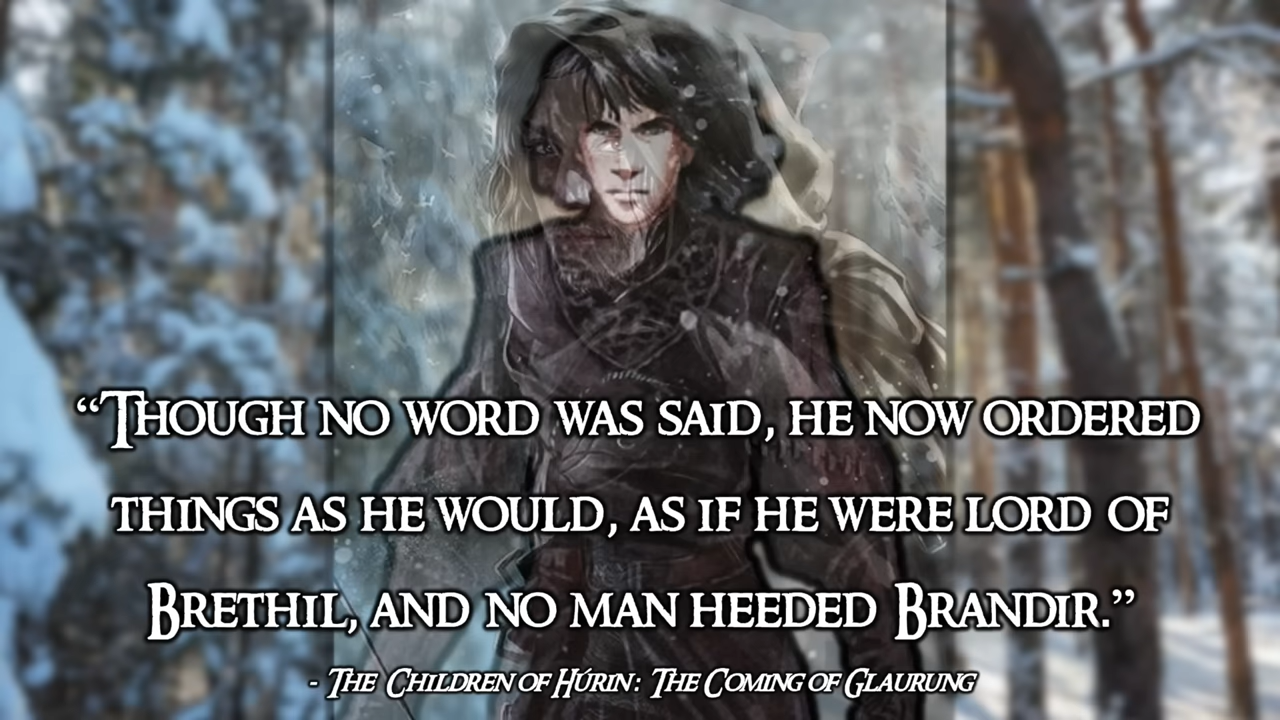 “Though no word was said, he now ordered
things as he would, as if he were lord of
Brethil, and no man heeded Brandir.”
- The Children of Húrin: The Coming of Glaurung